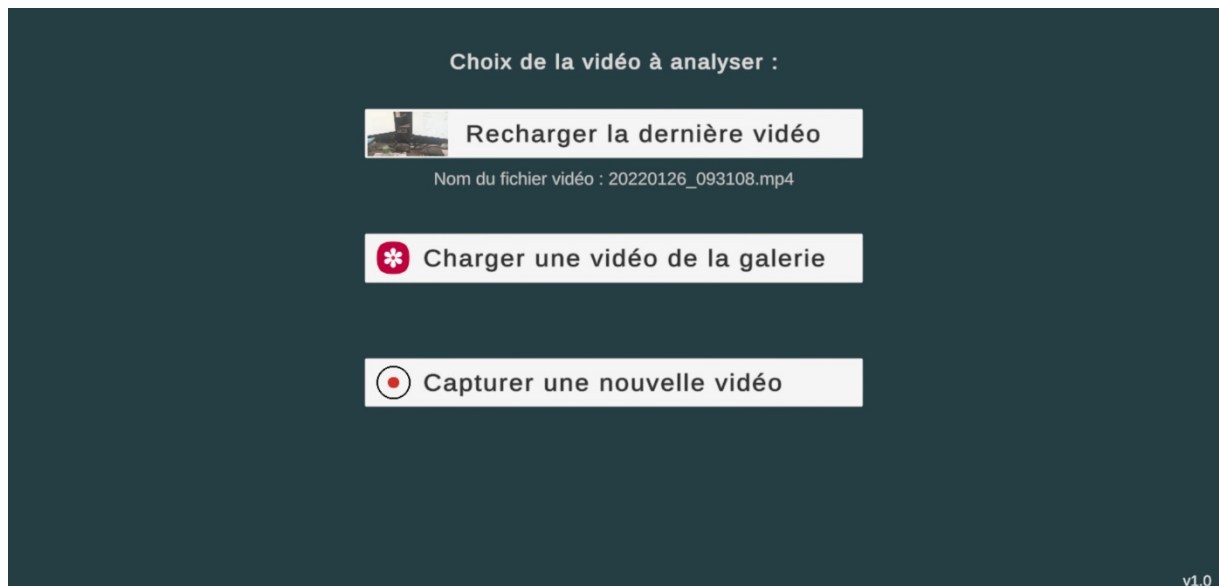 Choix de la vidéo à analyser :
Recharger la dernière vidéo
Nom du fichier vidéo : 20220126_093108.mp4
Charger une vidéo de la galerie
Capturer une nouvelle vidéo
v1.0